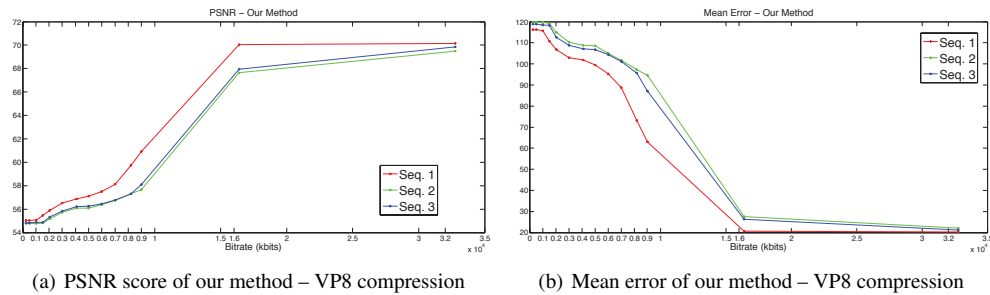 PSNR – Our Method
72
70
68
66
64
62
60
58
56
54
0 0.1 0.2 0.3 0.4 0.5 0.6 0.7 0.8 0.9 1 1.6 2 2.5 3 3.5
Bitrate (kbits)
x 10⁴
Seq. 1
Seq. 2
Seq. 3
(a) PSNR score of our method – VP8 compression
Mean Error – Our Method
120
110
100
90
80
70
60
50
40
30
20
0 0.1 0.2 0.3 0.4 0.5 0.6 0.7 0.8 0.9 1 1.5 1.6 2 2.5 3 3.5
Bitrate (kbits)
x 10⁴
Seq. 1
Seq. 2
Seq. 3
(b) Mean error of our method – VP8 compression